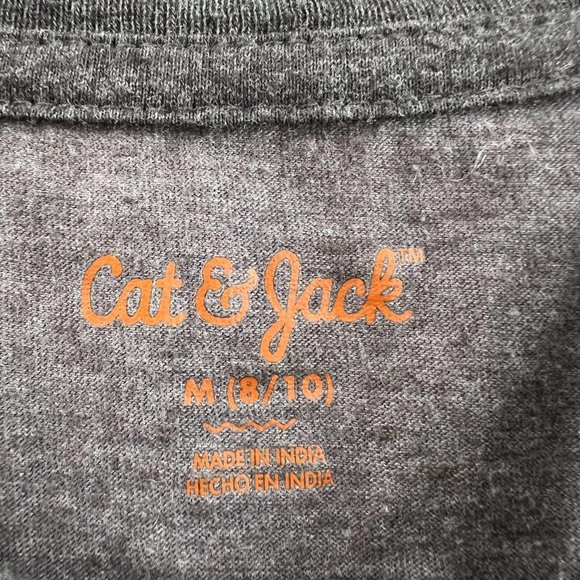 Cat & Jack™
M (8/10)
MADE IN INDIA
HECHO EN INDIA